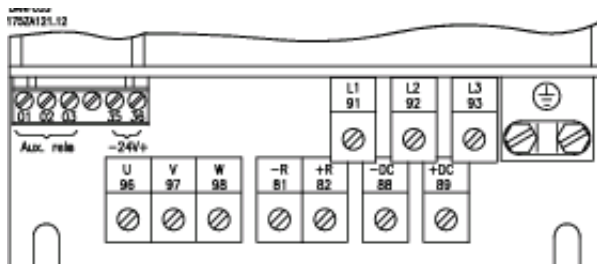 175ZA121.12
L1 L2 L3
91 92 93
01 02 03 35 36
Aux. rele −24V+
U V W −R +R −DC +DC
96 97 98 81 82 88 89